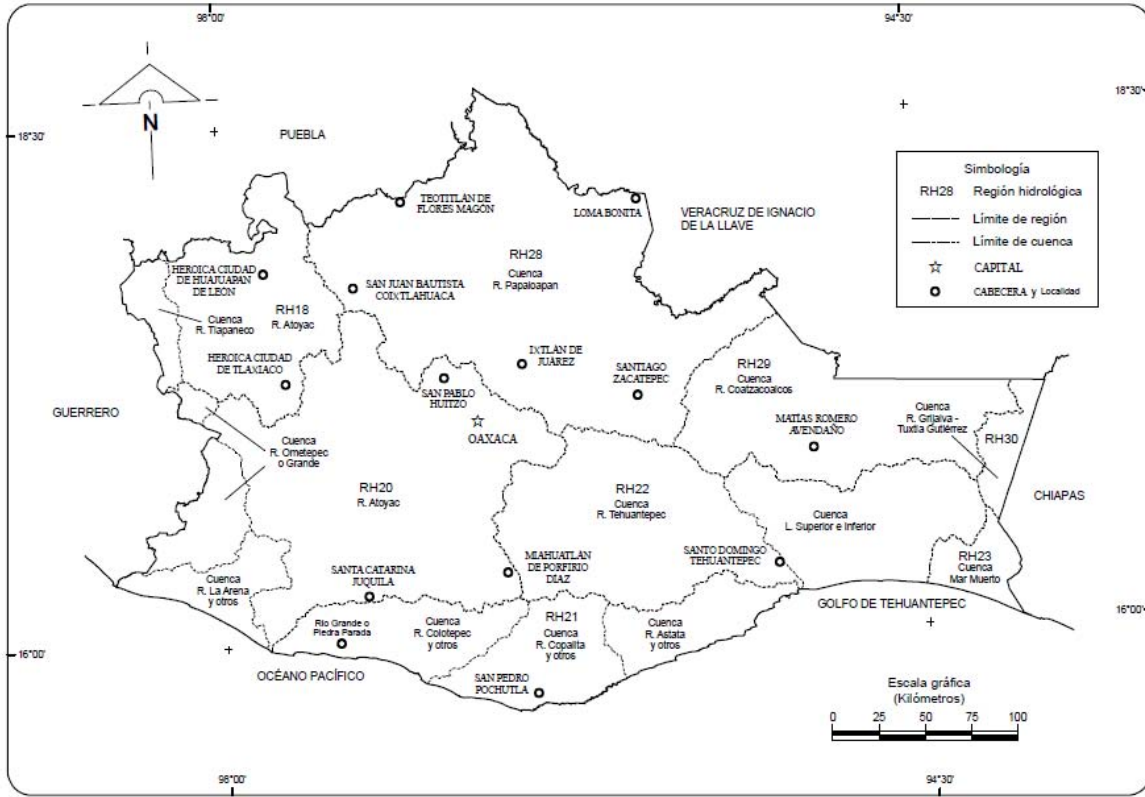 98°00'
94°30'
18°30'
18°30'
N
PUEBLA
Simbología
RH28 Región hidrológica
Límite de región
Límite de cuenca
CAPITAL
CABECERA y Localidad
TEOTITLÁN DE
FLORES MAGÓN
LOMA BONITA
VERACRUZ DE IGNACIO
DE LA LLAVE
RH28
Cuenca
R. Papaloapan
HEROICA CIUDAD
DE HUAJUAPAN
DE LEÓN
SAN JUAN BAUTISTA
COIXTLAHUACA
RH18
R. Atoyac
Cuenca
R. Tlapaneco
HEROICA CIUDAD
DE TLAXIACO
IXTLÁN DE
JUÁREZ
SAN PABLO
HUITZO
SANTIAGO
ZACATEPEC
RH29
Cuenca
R. Coatzacoalcos
MATÍAS ROMERO
AVENDAÑO
Cuenca
R. Grijalva -
Tuxtla Gutiérrez
RH30
GUERRERO
OAXACA
Cuenca
R. Ometepec
o Grande
RH20
R. Atoyac
RH22
Cuenca
R. Tehuantepec
Cuenca
L. Superior e Inferior
CHIAPAS
SANTO DOMINGO
TEHUANTEPEC
RH23
Cuenca
Mar Muerto
MIAHUATLÁN
DE PORFIRIO
DÍAZ
SANTA CATARINA
JUQUILA
Cuenca
R. La Arena
y otros
Río Grande o
Piedra Parada
Cuenca
R. Colotepec
y otros
RH21
Cuenca
R. Copalita
y otros
Cuenca
R. Astata
y otros
GOLFO DE TEHUANTEPEC
16°00'
16°00'
OCÉANO PACÍFICO
SAN PEDRO
POCHUTLA
Escala gráfica
(Kilómetros)
0 25 50 75 100
98°00'
94°30'